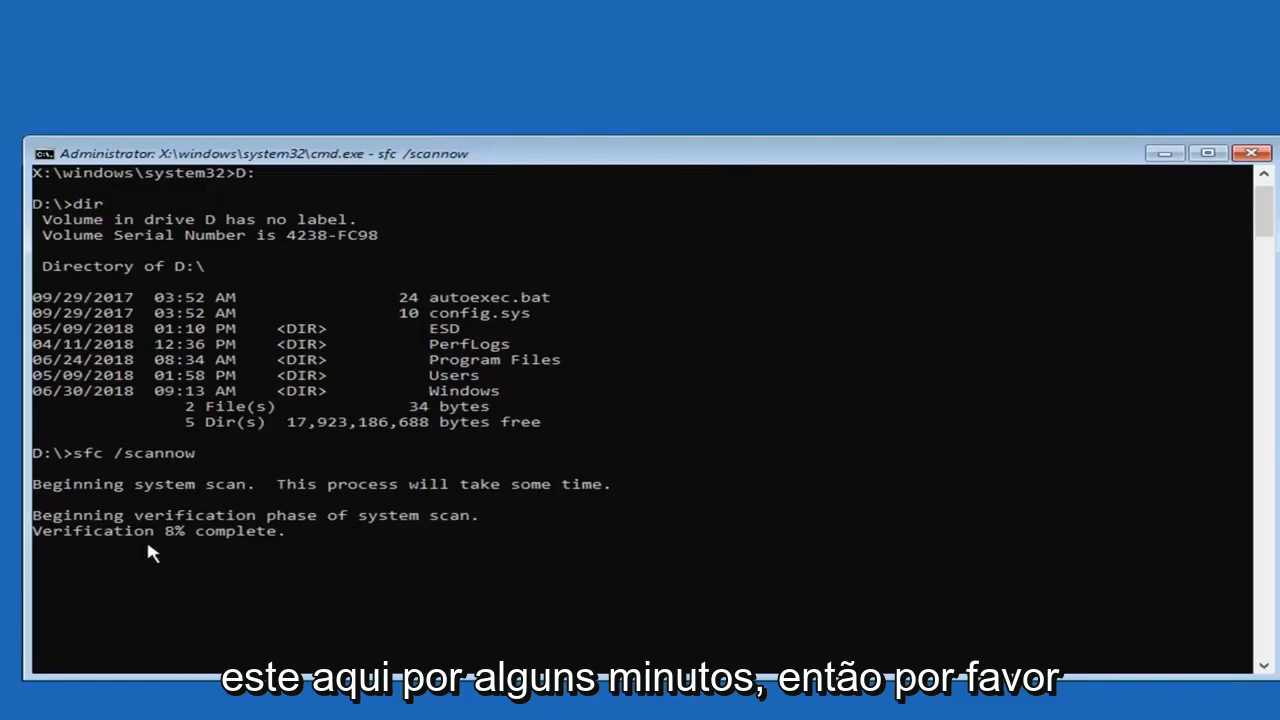 Administrator: X:\windows\system32\cmd.exe - sfc /scannow
X:\windows\system32>D:
D:\>dir
Volume in drive D has no label.
Volume Serial Number is 4238-FC98
Directory of D:\
09/29/2017 03:52 AM 24 autoexec.bat
09/29/2017 03:52 AM 10 config.sys
05/09/2018 01:10 PM <DIR> ESD
04/11/2018 12:36 PM <DIR> PerfLogs
06/24/2018 08:34 AM <DIR> Program Files
05/09/2018 01:58 PM <DIR> Users
06/30/2018 09:13 AM <DIR> Windows
2 File(s) 34 bytes
5 Dir(s) 17,923,186,688 bytes free
D:\>sfc /scannow
Beginning system scan. This process will take some time.
Beginning verification phase of system scan.
Verification 8% complete.
este aqui por alguns minutos, então por favor